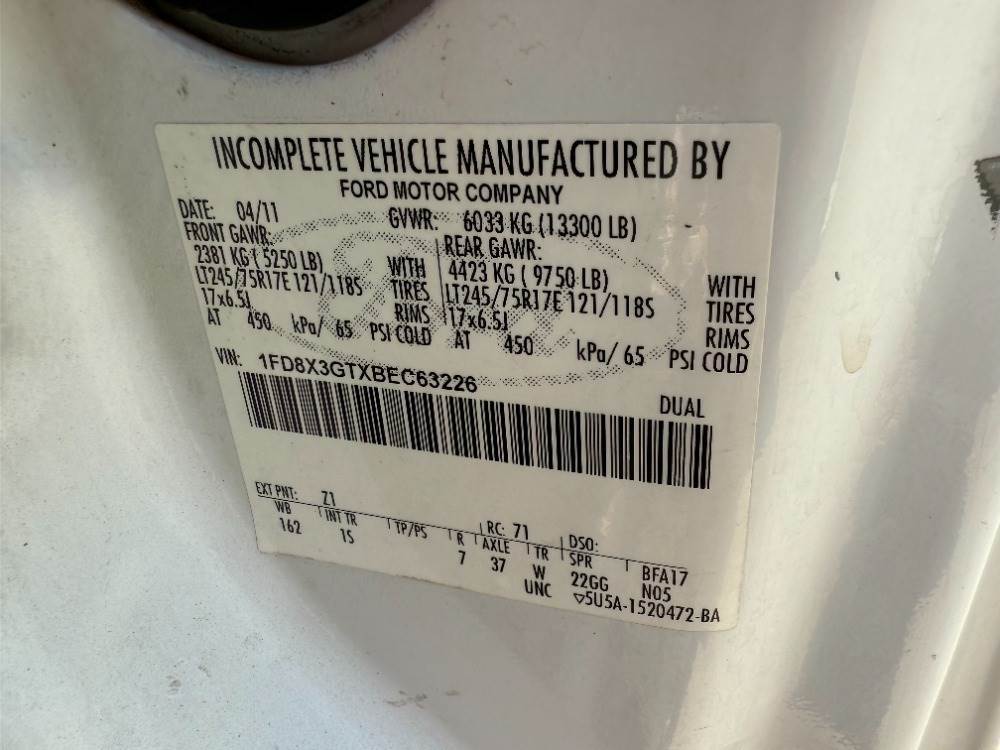 INCOMPLETE VEHICLE MANUFACTURED BY
FORD MOTOR COMPANY
DATE: 04/11 GVWR: 6033 KG (13300 LB)
FRONT GAWR: REAR GAWR:
2381 KG ( 5250 LB) WITH 4423 KG ( 9750 LB) WITH
LT245/75R17E 121/118S TIRES LT245/75R17E 121/118S TIRES
17x6.5J RIMS 17x6.5J RIMS
AT 450 kPa/ 65 PSI COLD AT 450 kPa/ 65 PSI COLD
VIN: 1FD8X3GTXBEC63226
DUAL
EXT PNT: Z1 RC: 71 DSO:
WB INT TR TP/PS R AXLE TR SPR BFA17
162 1S 7 37 W 22GG N05
UNC ▽5U5A-1520472-BA